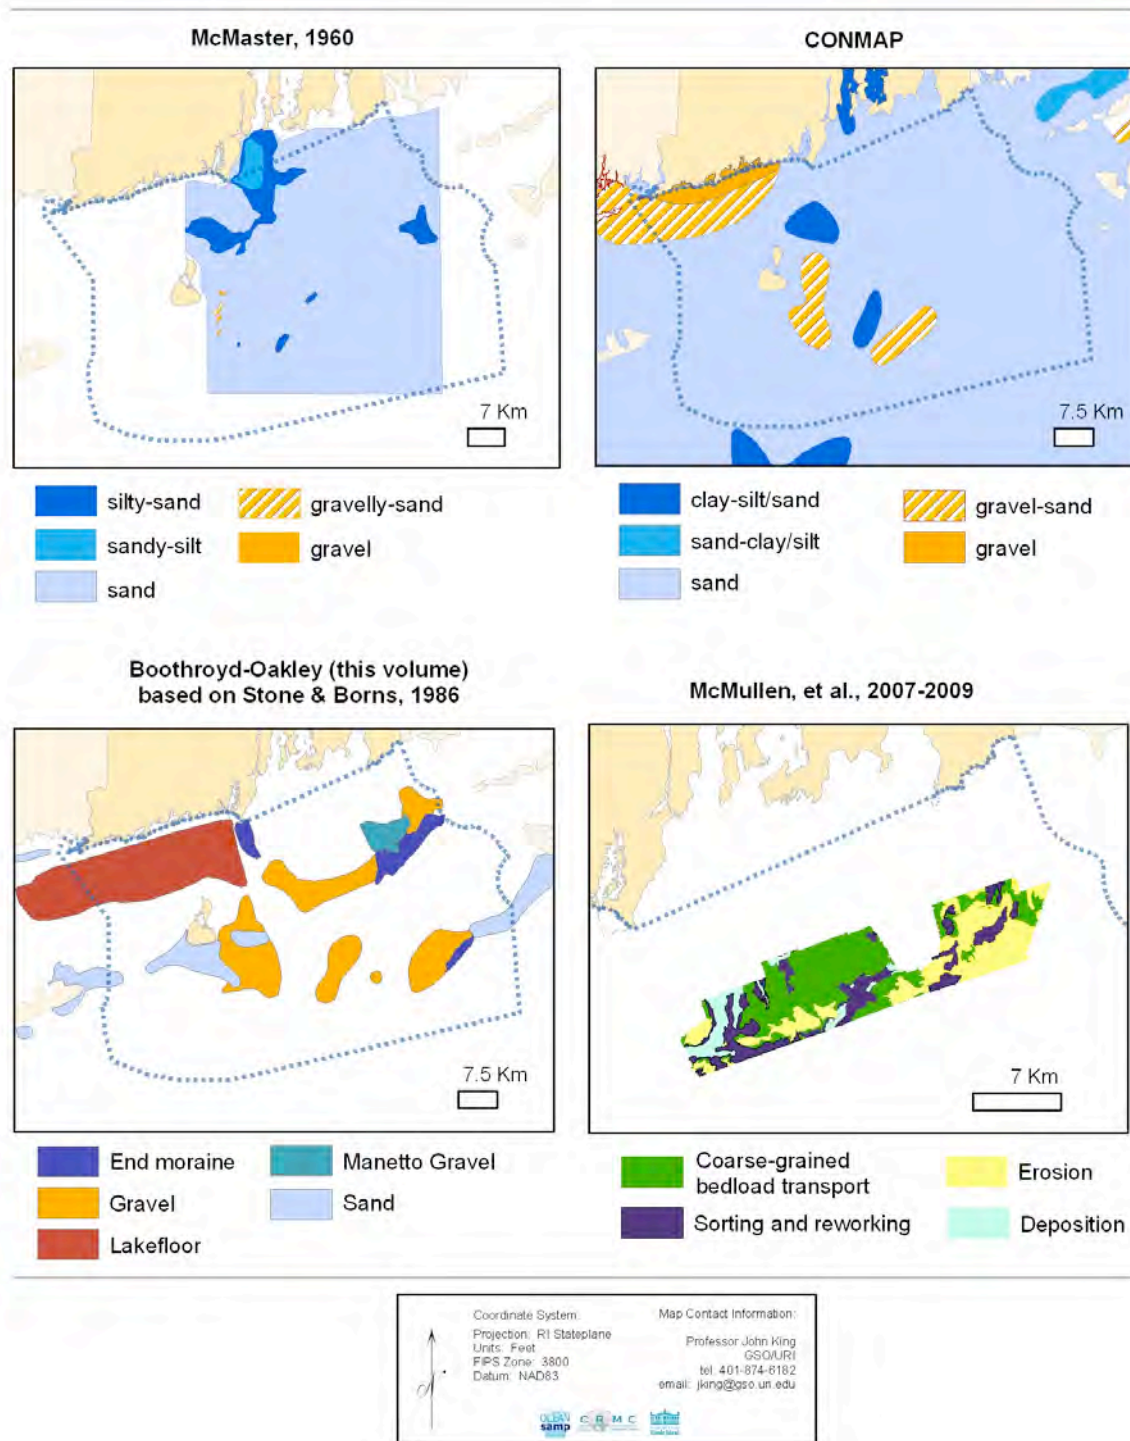 McMaster, 1960
CONMAP
7 Km
7.5 Km
silty-sand
gravelly-sand
sandy-silt
gravel
sand
clay-silt/sand
gravel-sand
sand-clay/silt
gravel
sand
Boothroyd-Oakley (this volume)
based on Stone & Borns, 1986
McMullen, et al., 2007-2009
7.5 Km
7 Km
End moraine
Manetto Gravel
Gravel
Sand
Lakefloor
Coarse-grained
bedload transport
Erosion
Sorting and reworking
Deposition
Coordinate System:
Projection: RI Stateplane
Units: Feet
FIPS Zone: 3800
Datum: NAD83
Map Contact Information:
Professor John King
GSO/URI
tel. 401-874-6182
email: jking@gso.uri.edu
OCEAN
samp
C R M C